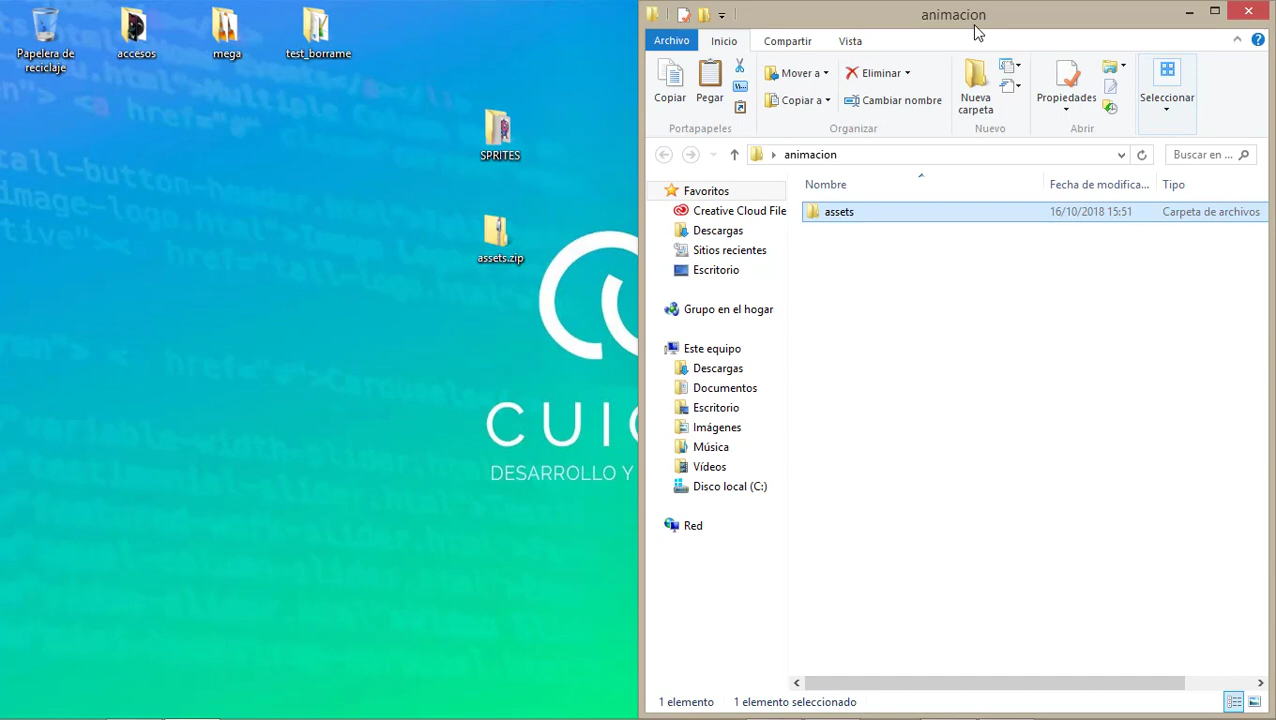 Papelera de
reciclaje
accesos
mega
test_borrame
SPRITES
assets.zip
CUIC
DESARROLLO Y
animacion
Archivo
Inicio
Compartir
Vista
Copiar
Pegar
Mover a
Copiar a
Eliminar
Cambiar nombre
Nueva
carpeta
Propiedades
Seleccionar
Portapapeles
Organizar
Nuevo
Abrir
animacion
Buscar en ...
Favoritos
Creative Cloud File
Descargas
Sitios recientes
Escritorio
Grupo en el hogar
Este equipo
Descargas
Documentos
Escritorio
Imágenes
Música
Vídeos
Disco local (C:)
Red
Nombre
Fecha de modifica...
Tipo
assets
16/10/2018 15:51
Carpeta de archivos
1 elemento
1 elemento seleccionado